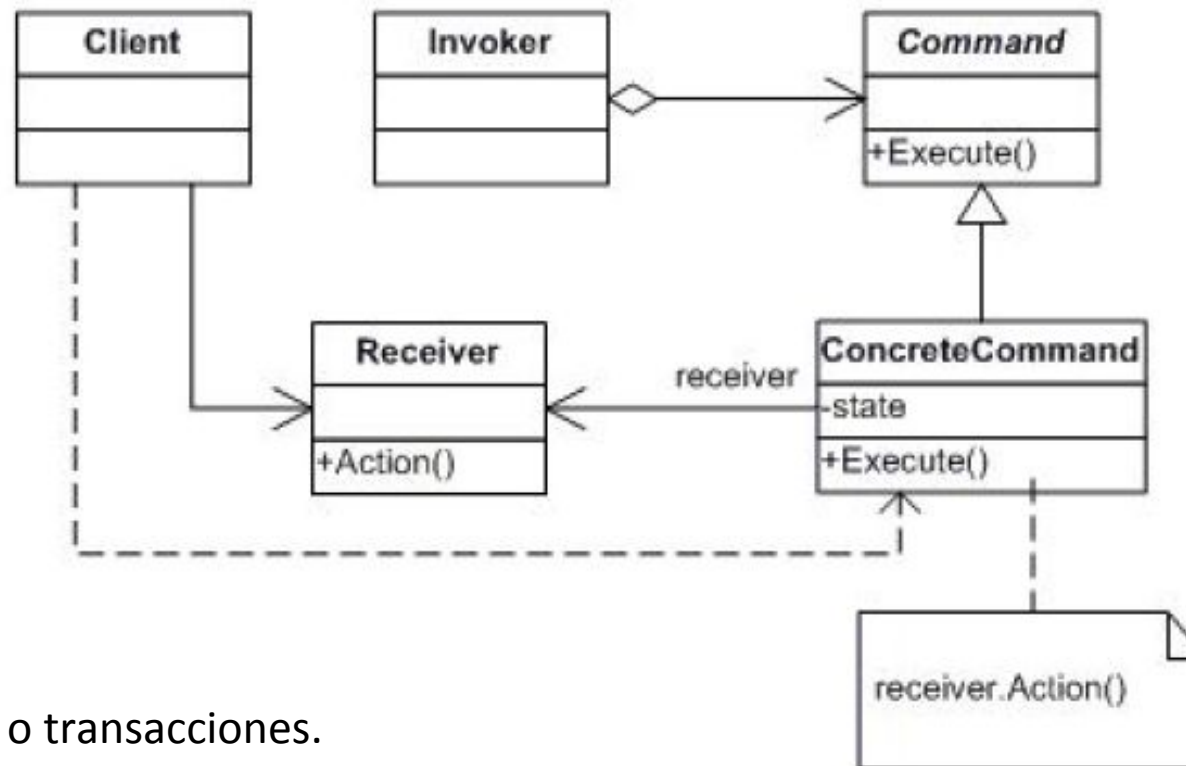 Client
Invoker
Command
+Execute()
Receiver
+Action()
receiver
ConcreteCommand
-state
+Execute()
receiver.Action()
o transacciones.